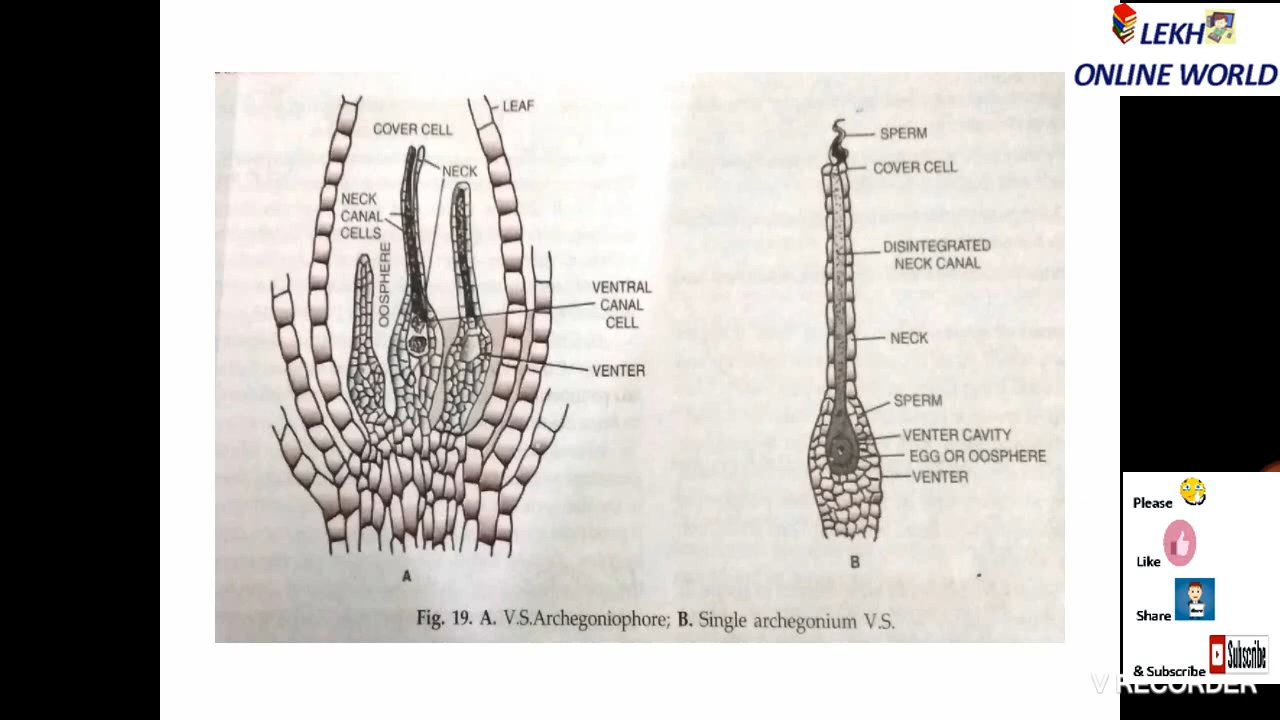 LEKH
ONLINE WORLD
LEAF
COVER CELL
NECK
NECK
CANAL
CELLS
OOSPHERE
VENTRAL
CANAL
CELL
VENTER
A
SPERM
COVER CELL
DISINTEGRATED
NECK CANAL
NECK
SPERM
VENTER CAVITY
EGG OR OOSPHERE
VENTER
B
Fig. 19. A. V.S.Archegoniophore; B. Single archegonium V.S.
Please
Like
Share
& Subscribe
Subscribe
V RECORDER